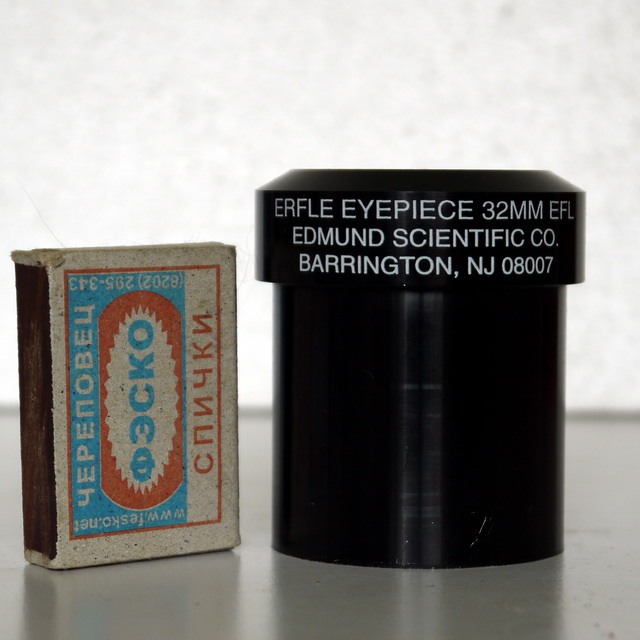 ERFLE EYEPIECE 32MM EFL
EDMUND SCIENTIFIC CO.
BARRINGTON, NJ 08007
ЧЕРЕПОВЕЦ
ФЭСКО
СПИЧКИ
(8202) 295-343
www.fesko.net